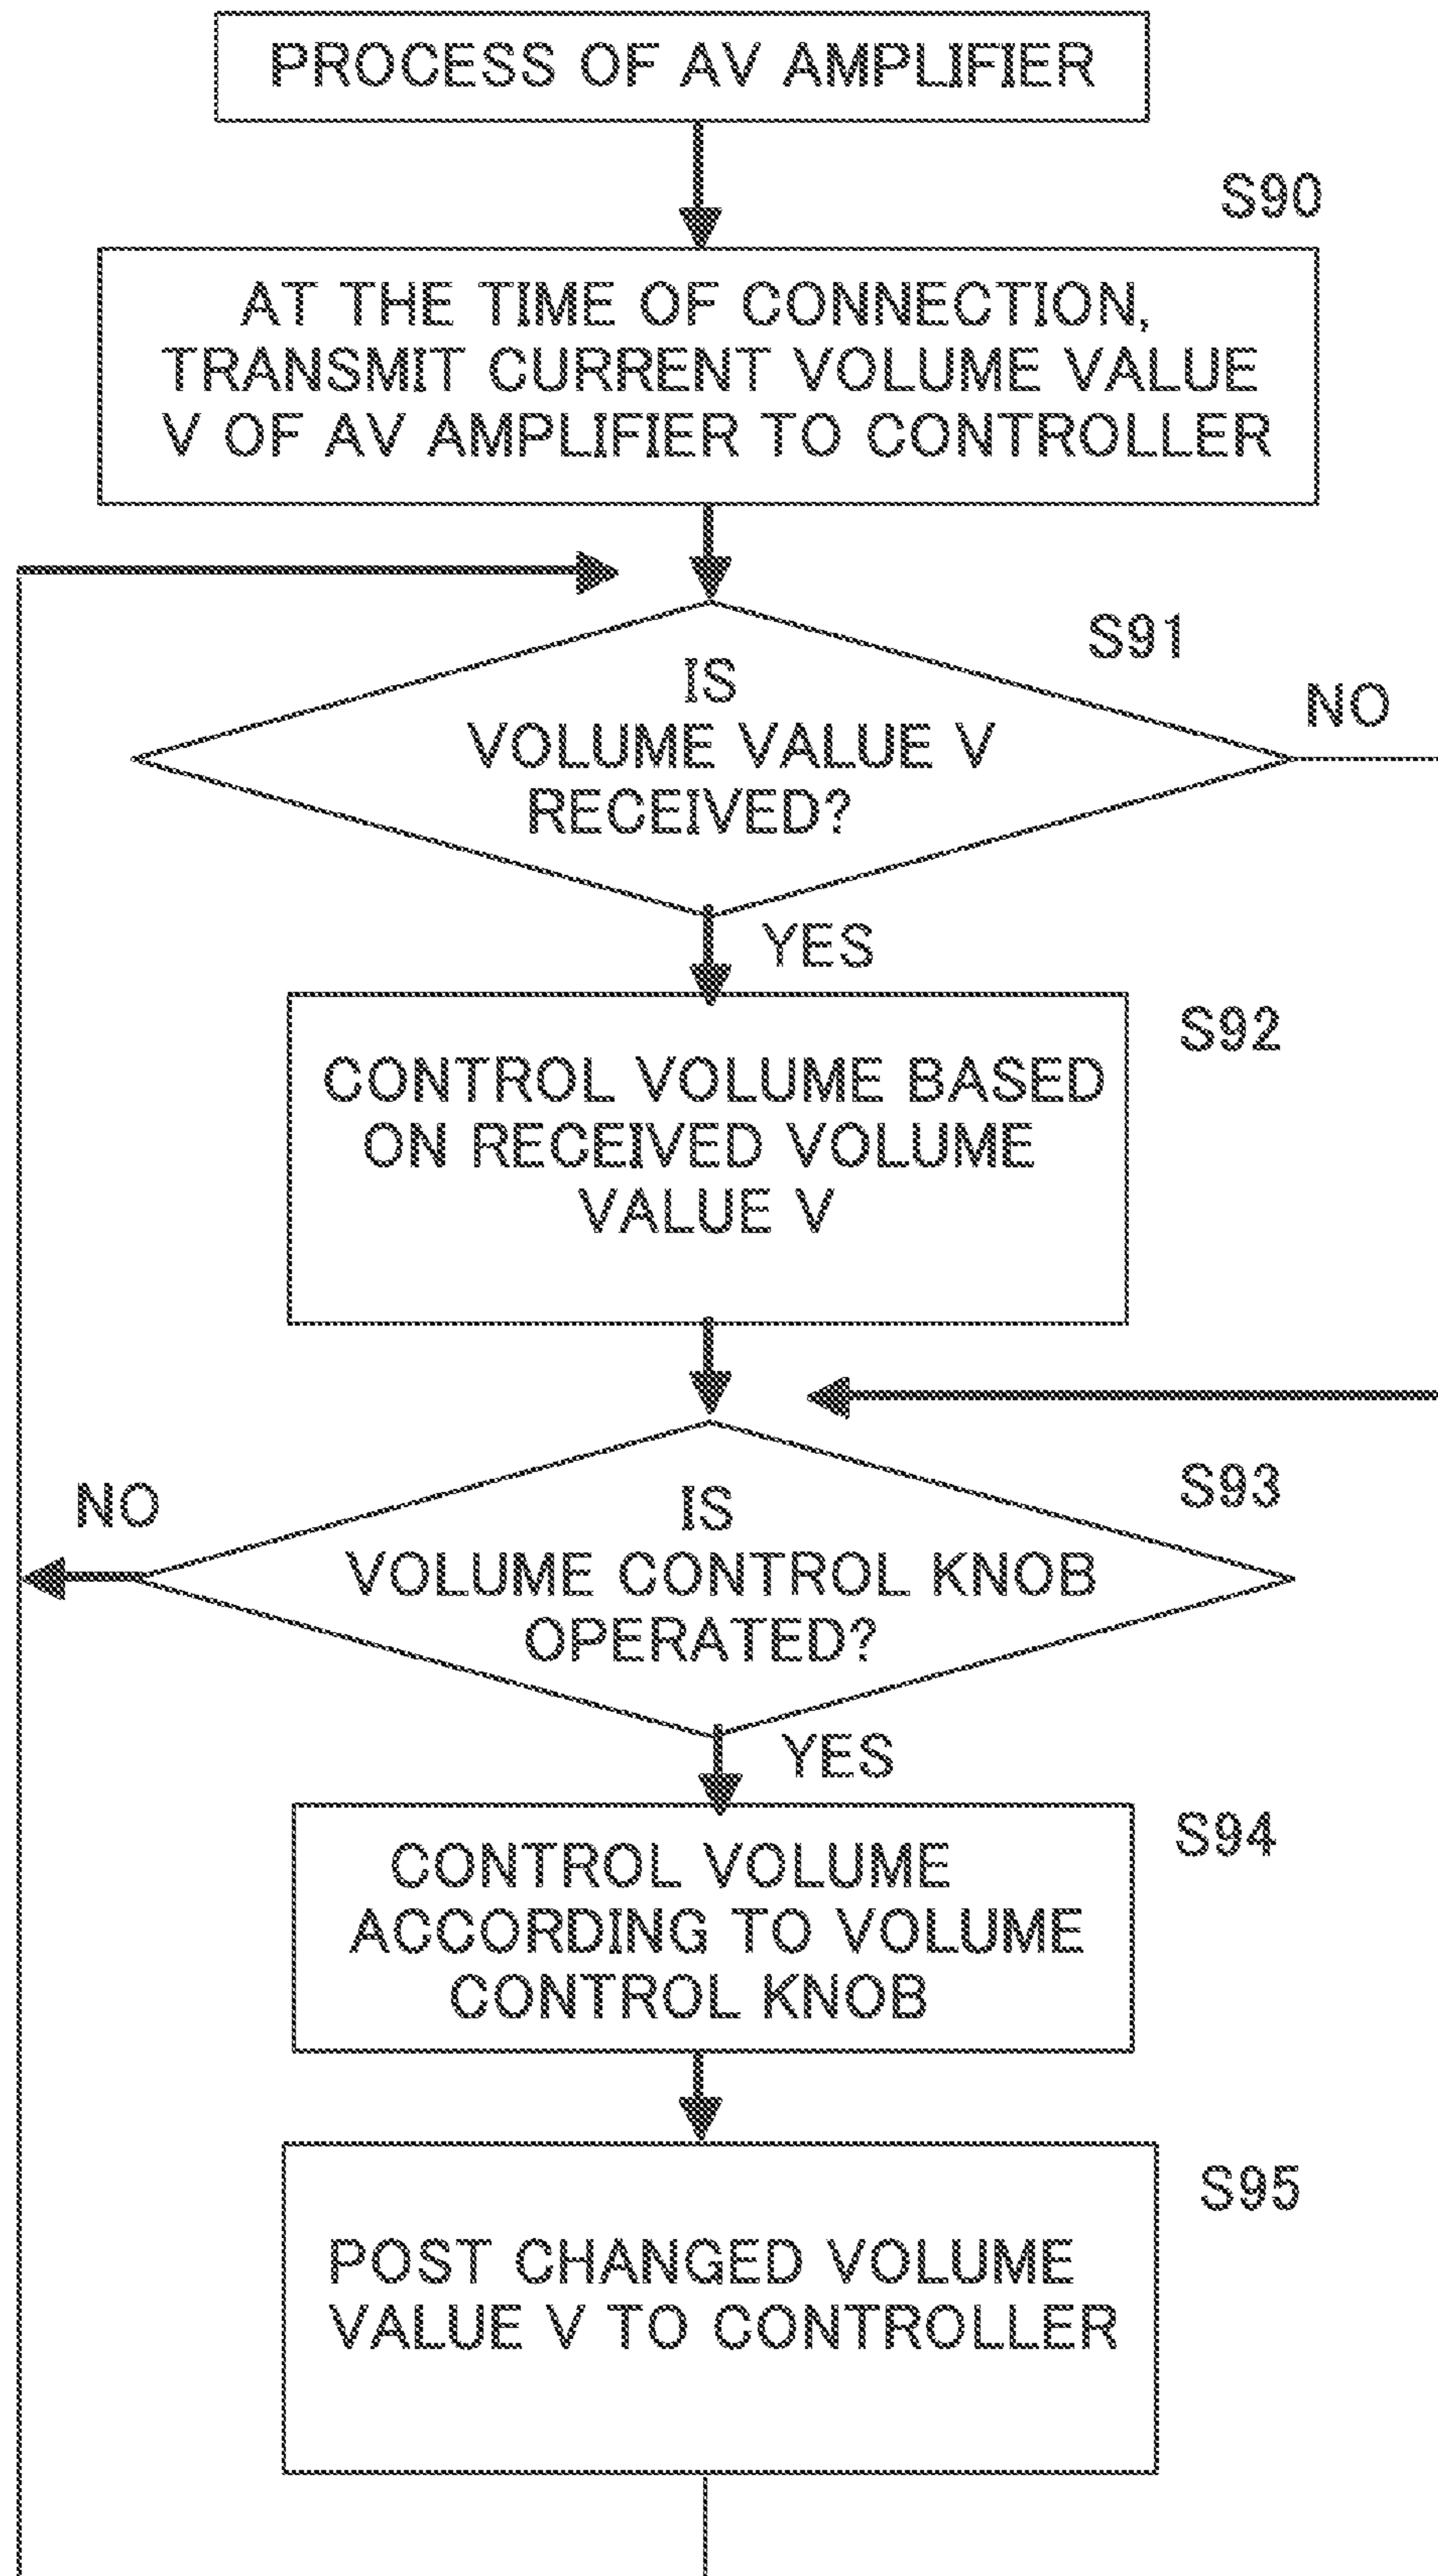 PROCESS OF AV AMPLIFIER
S90
AT THE TIME OF CONNECTION,
TRANSMIT CURRENT VOLUME VALUE
V OF AV AMPLIFIER TO CONTROLLER
S91
IS
VOLUME VALUE V
RECEIVED?
NO
YES
S92
CONTROL VOLUME BASED
ON RECEIVED VOLUME
VALUE V
S93
NO
IS
VOLUME CONTROL KNOB
OPERATED?
YES
S94
CONTROL VOLUME
ACCORDING TO VOLUME
CONTROL KNOB
S95
POST CHANGED VOLUME
VALUE V TO CONTROLLER